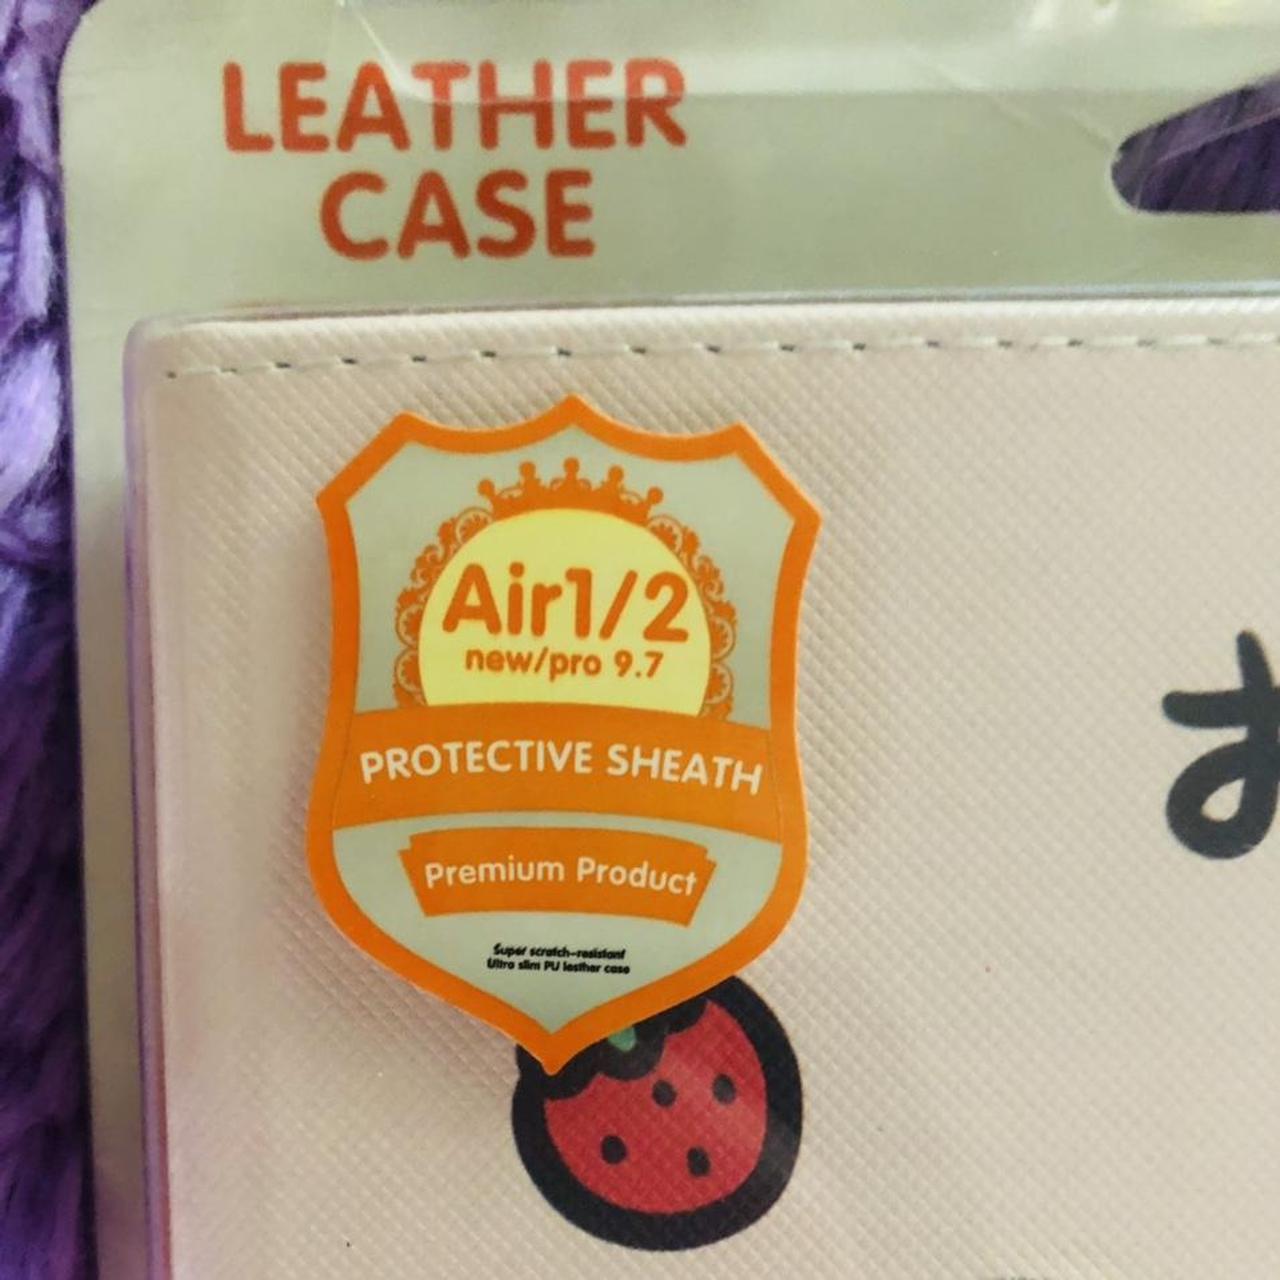 LEATHER
CASE
Air1/2
new/pro 9.7
PROTECTIVE SHEATH
Premium Product
Super scratch-resistant
Ultra slim PU leather case